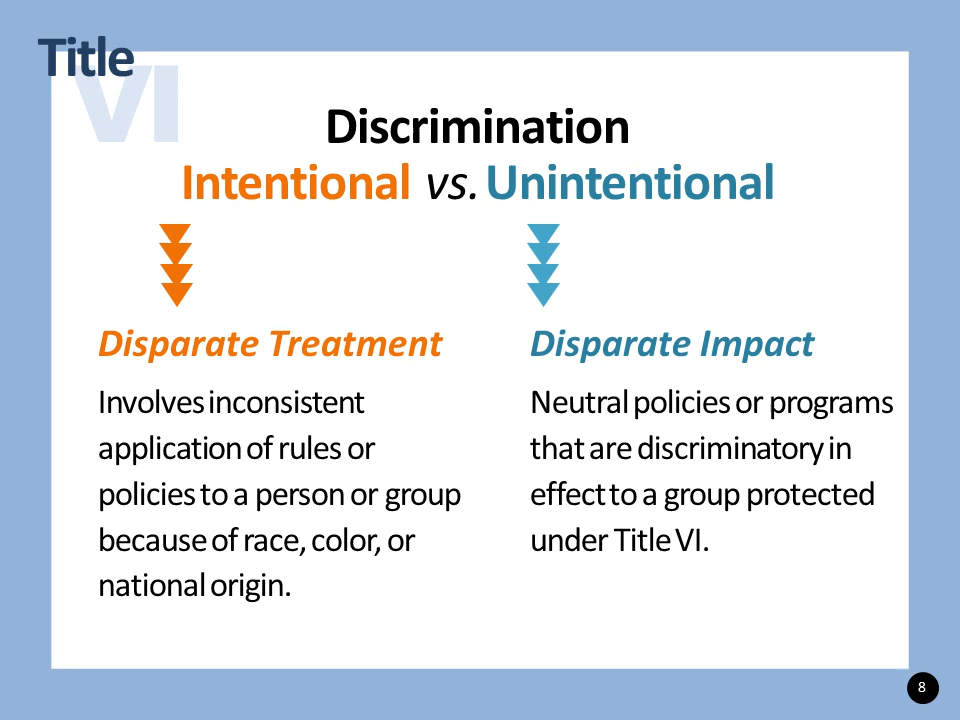 Title
VI
Discrimination
Intentional vs. Unintentional
Disparate Treatment
Involves inconsistent
application of rules or
policies to a person or group
because of race, color, or
national origin.
Disparate Impact
Neutral policies or programs
that are discriminatory in
effect to a group protected
under Title VI.
8